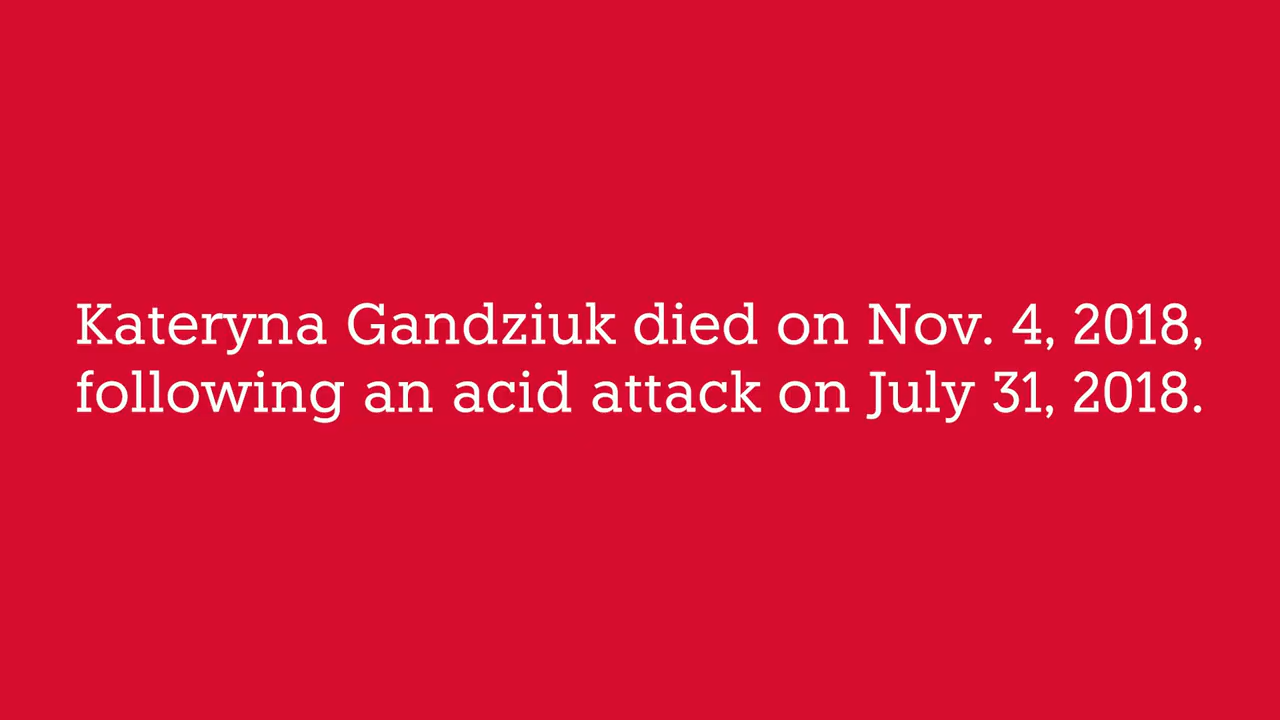 Kateryna Gandziuk died on Nov. 4, 2018,
following an acid attack on July 31, 2018.